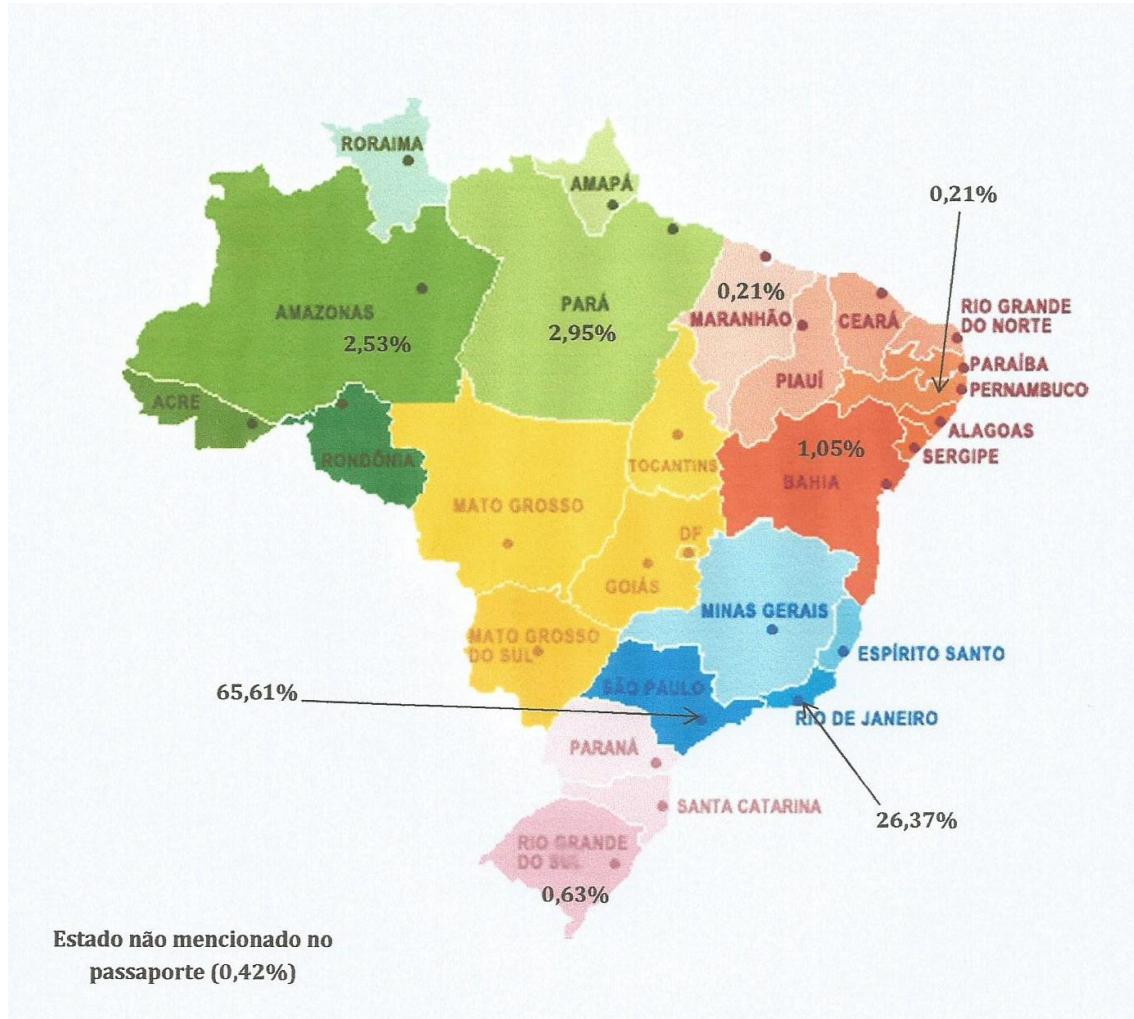 RORAIMA
AMAPÁ
0,21%
AMAZONAS
2,53%
PARÁ
2,95%
0,21%
MARANHÃO
CEARÁ
RIO GRANDE
DO NORTE
PIAUÍ
PARAÍBA
PERNAMBUCO
ACRE
ALAGOAS
SERGIPE
RONDÔNIA
TOCANTINS
1,05%
BAHIA
MATO GROSSO
DF
GOIÁS
MINAS GERAIS
MATO GROSSO
DO SUL
ESPÍRITO SANTO
65,61%
SÃO PAULO
RIO DE JANEIRO
PARANÁ
SANTA CATARINA
26,37%
RIO GRANDE
DO SUL
0,63%
Estado não mencionado no
passaporte (0,42%)